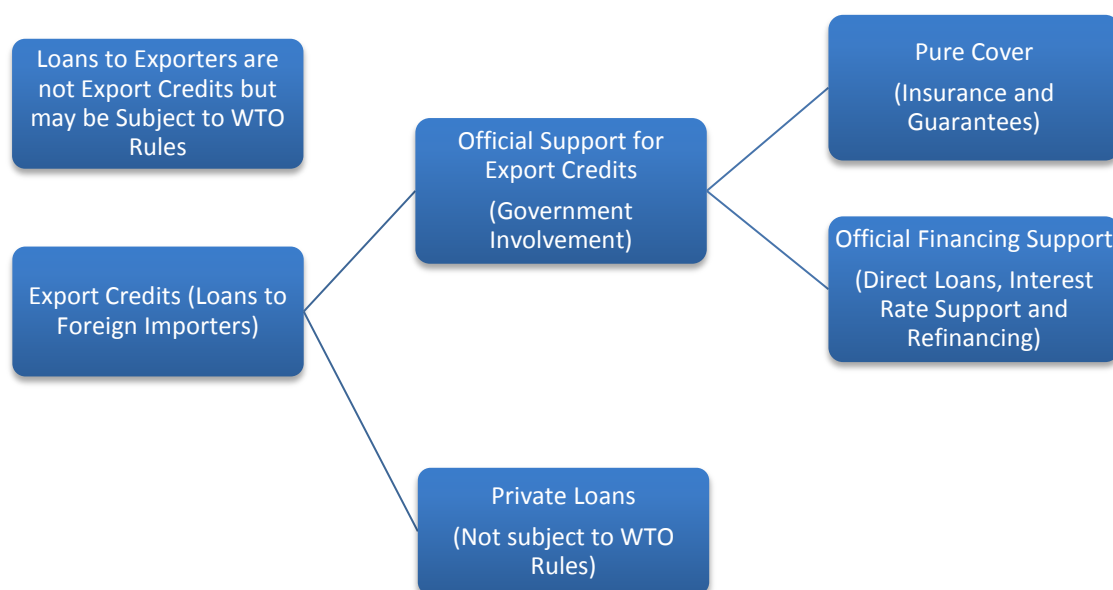 Loans to Exporters are
not Export Credits but
may be Subject to WTO
Rules
Export Credits (Loans to
Foreign Importers)
Official Support for
Export Credits
(Government
Involvement)
Private Loans
(Not subject to WTO
Rules)
Pure Cover
(Insurance and
Guarantees)
Official Financing Support
(Direct Loans, Interest
Rate Support and
Refinancing)